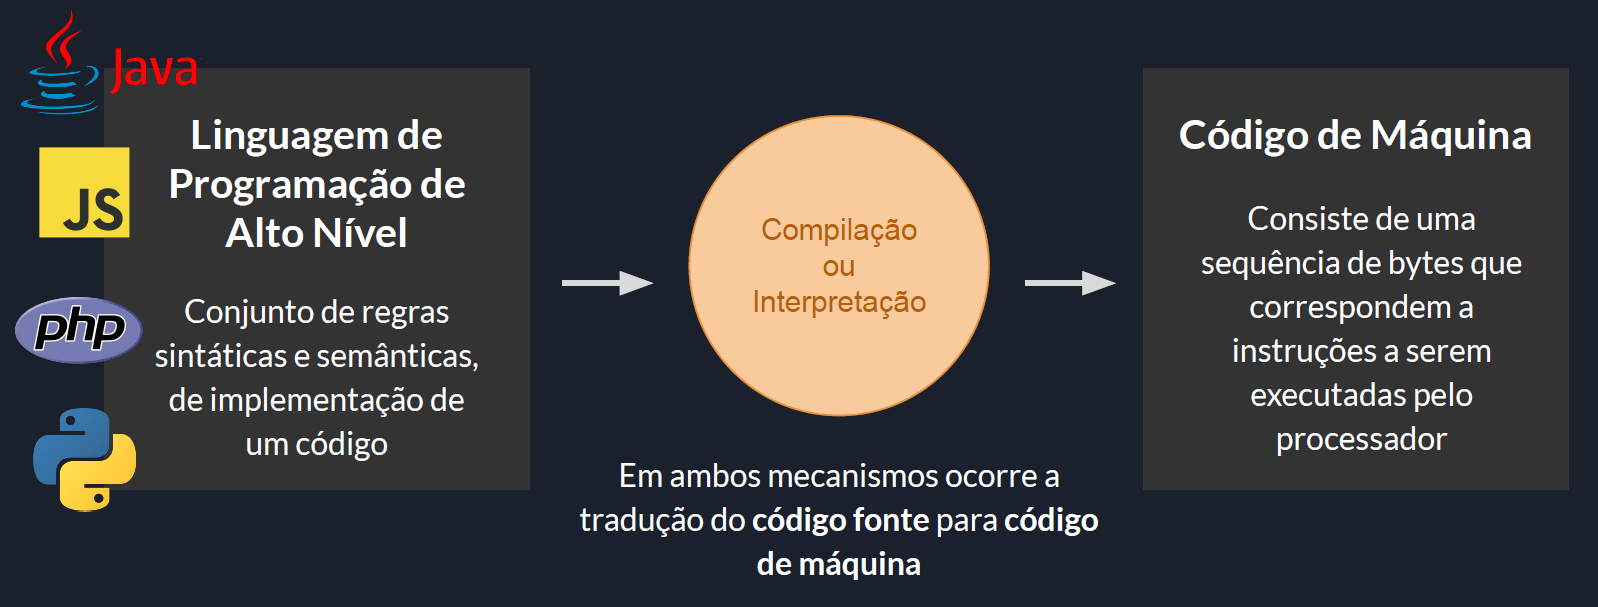 Java
Linguagem de
Programação de
Alto Nível
JS
php
Conjunto de regras
sintáticas e semânticas,
de implementação de
um código
Compilação
ou
Interpretação
Em ambos mecanismos ocorre a
tradução do código fonte para código
de máquina
Código de Máquina
Consiste de uma
sequência de bytes que
correspondem a
instruções a serem
executadas pelo
processador